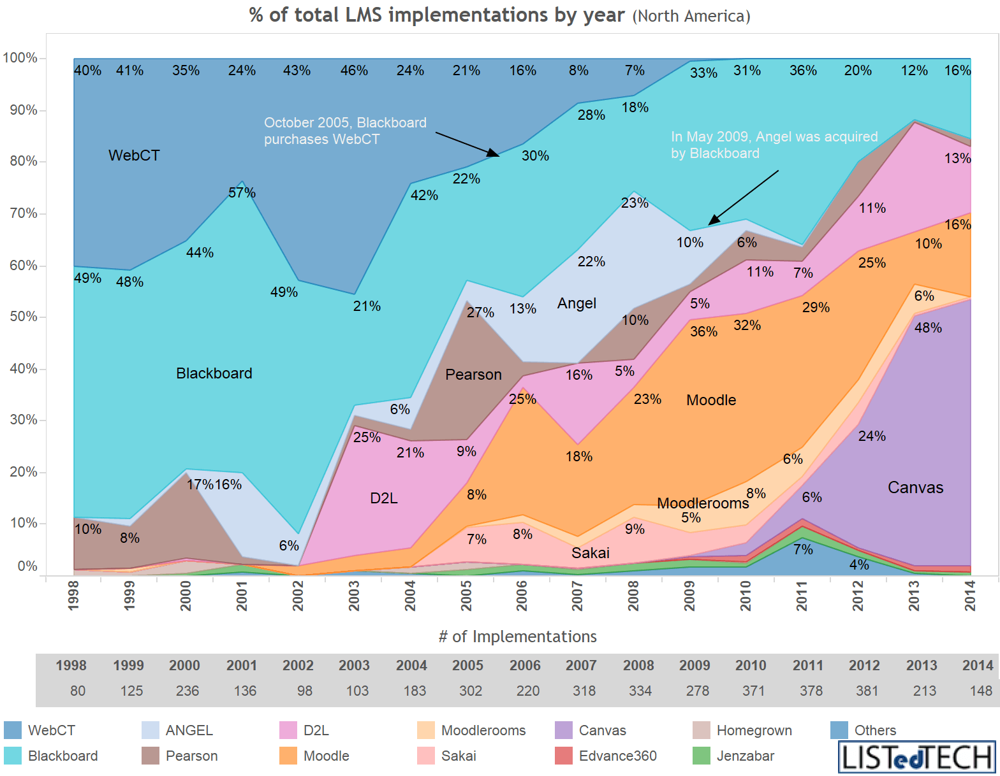 % of total LMS implementations by year (North America)
100%
40% 41% 35% 24% 43% 46% 24% 21% 16% 8% 7% 33% 31% 36% 20% 12% 16%
90%
28% 18%
October 2005, Blackboard
purchases WebCT
In May 2009, Angel was acquired
by Blackboard
WebCT
30%
13%
80%
22%
57% 42% 23%
70%
11%
16%
44% 10% 6% 10%
60%
22% 25%
49% 48% 11% 7%
49% 6%
50%
21% 27% 13% Angel 5% 29%
10% 36% 32% 48%
40%
Blackboard Pearson 16% 5%
25% 23% Moodle
30%
6%
25% 21% 9% 18% 24%
6%
20%
17% 16% 8% D2L Canvas
Moodlerooms 8% 6%
5%
10%
10% 8% 6% 7% 8% 9%
Sakai 7% 4%
0%
1998 1999 2000 2001 2002 2003 2004 2005 2006 2007 2008 2009 2010 2011 2012 2013 2014
# of Implementations
1998 1999 2000 2001 2002 2003 2004 2005 2006 2007 2008 2009 2010 2011 2012 2013 2014
80 125 236 136 98 103 183 302 220 318 334 278 371 378 381 213 148
WebCT ANGEL D2L Moodlerooms Canvas Homegrown Others
Blackboard Pearson Moodle Sakai Edvance360 Jenzabar
LISTedTECH